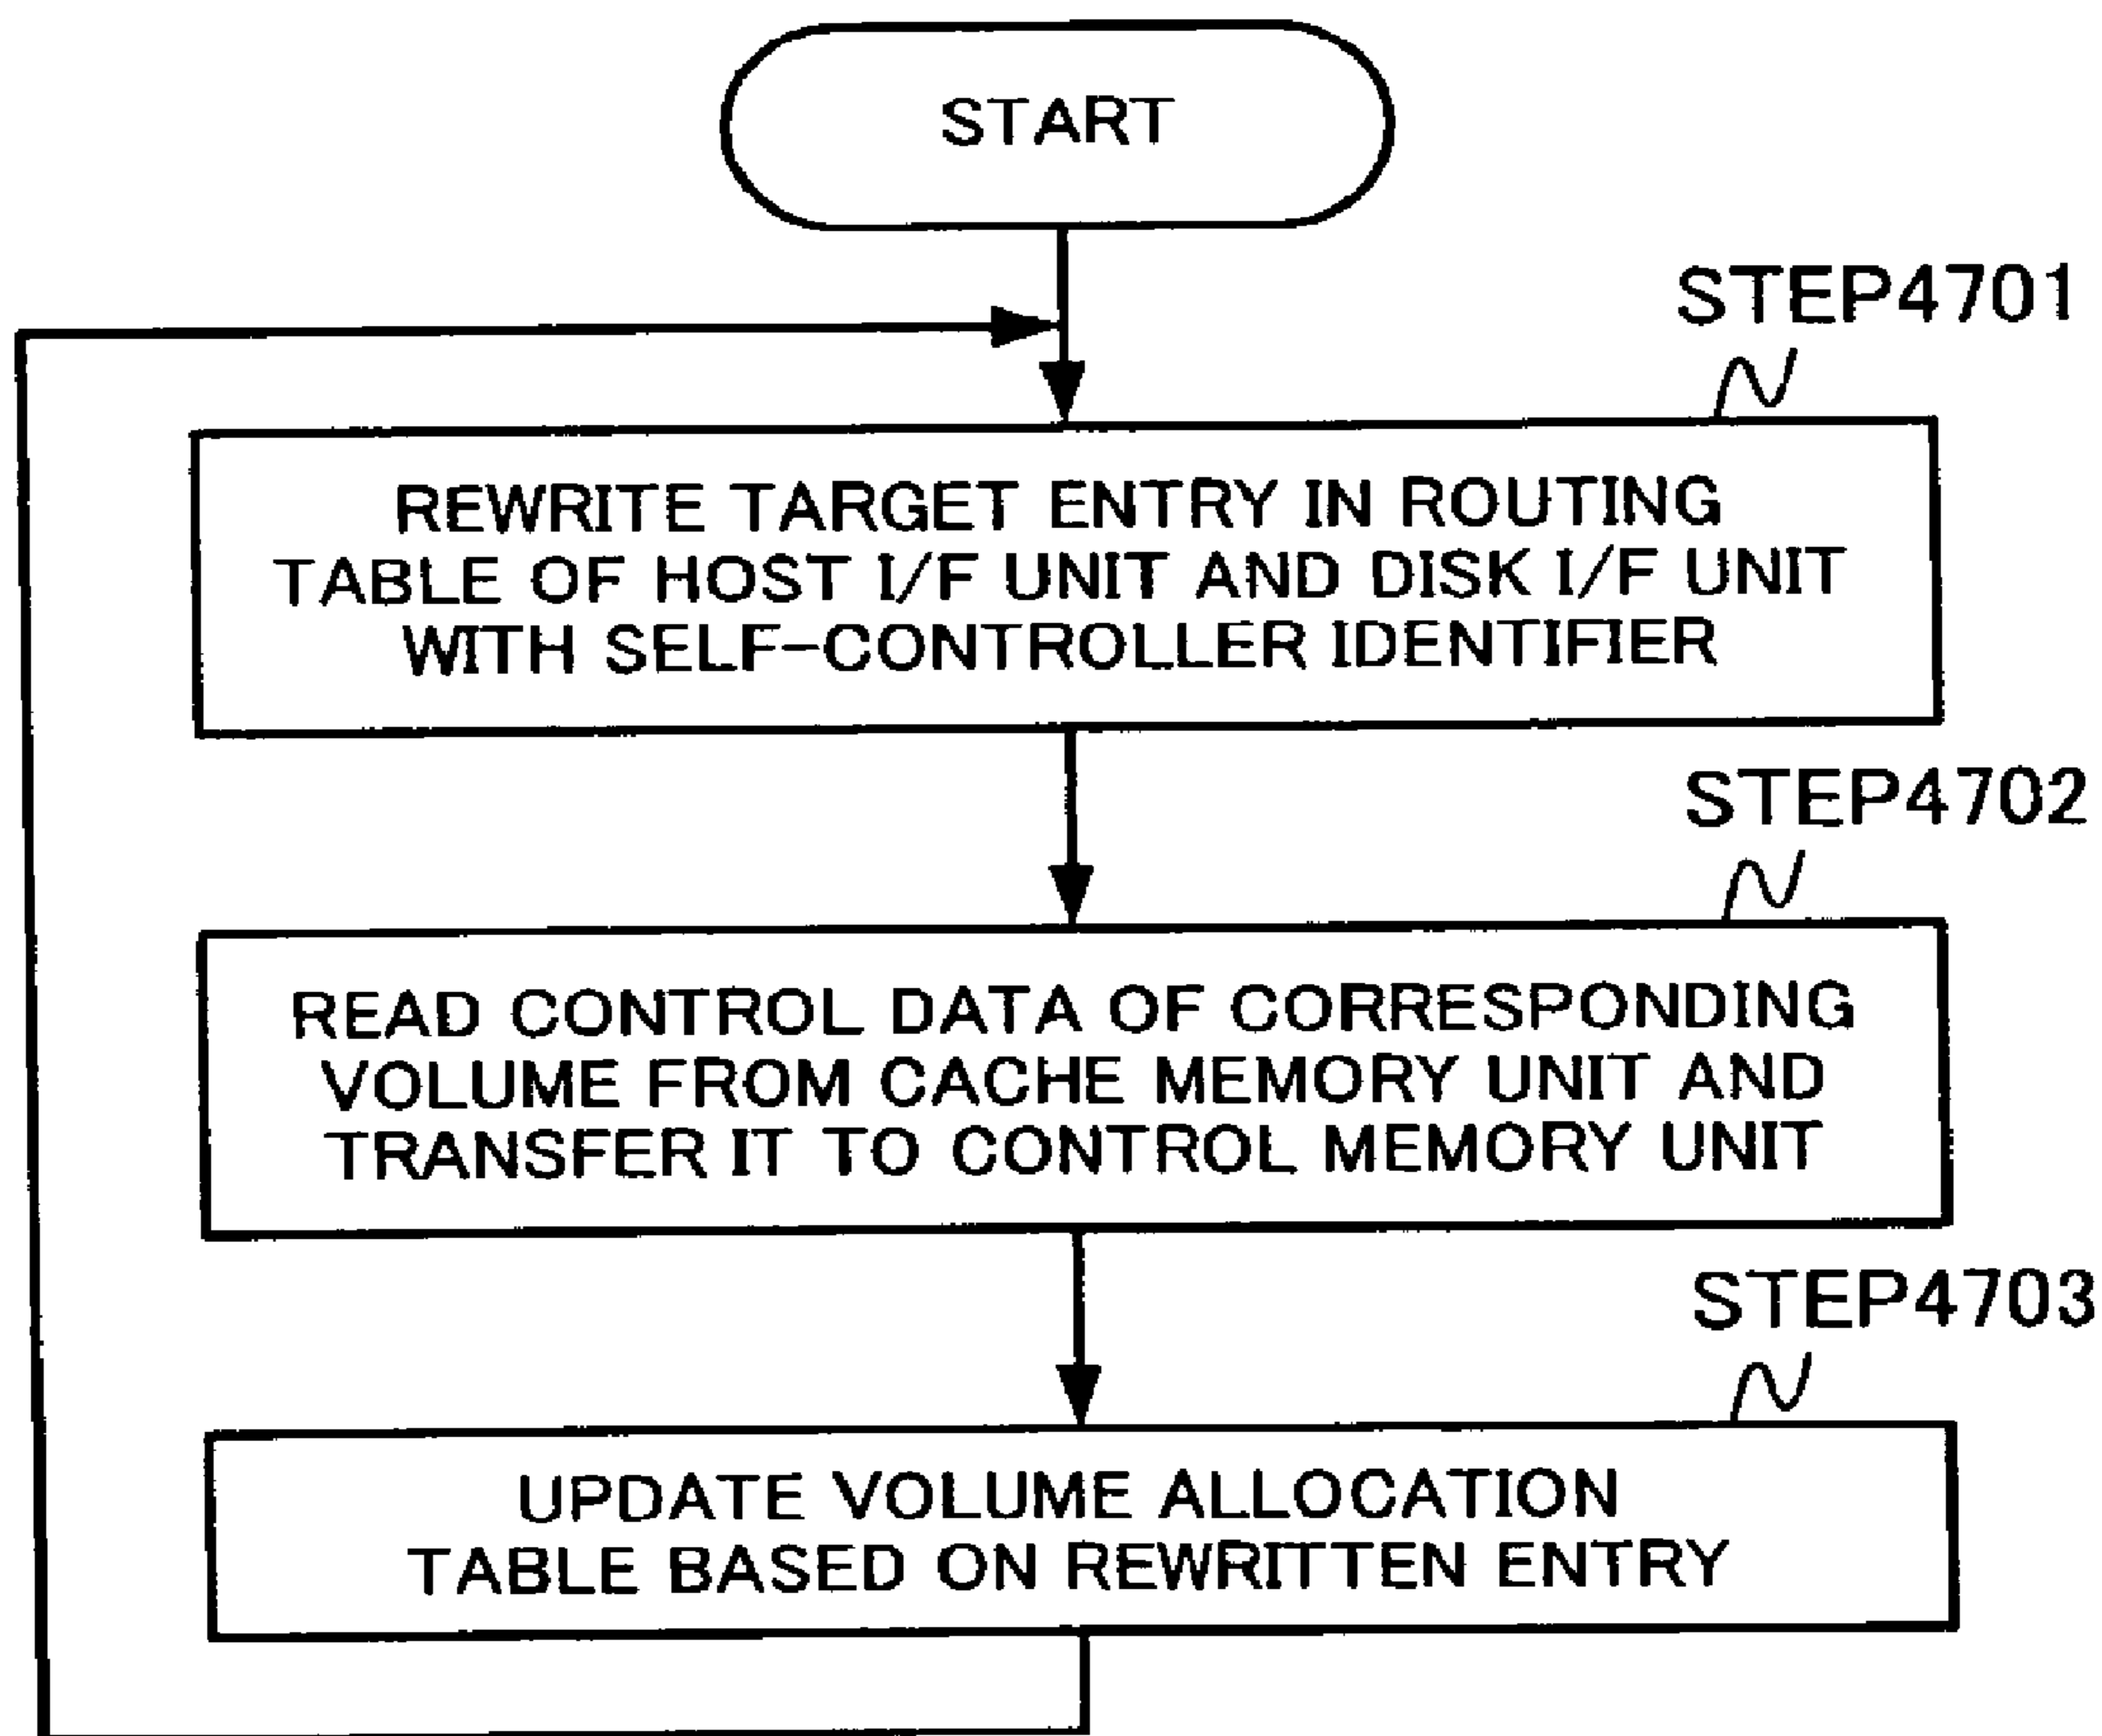 START
STEP4701
REWRITE TARGET ENTRY IN ROUTING
TABLE OF HOST I/F UNIT AND DISK I/F UNIT
WITH SELF-CONTROLLER IDENTIFIER
STEP4702
READ CONTROL DATA OF CORRESPONDING
VOLUME FROM CACHE MEMORY UNIT AND
TRANSFER IT TO CONTROL MEMORY UNIT
STEP4703
UPDATE VOLUME ALLOCATION
TABLE BASED ON REWRITTEN ENTRY